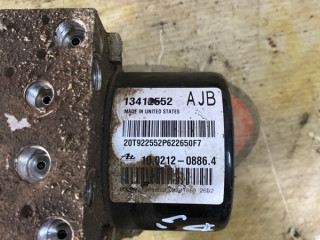 13412552 AJB
MADE IN UNITED STATES
20T922552P622650F7
10.0212-0886.4